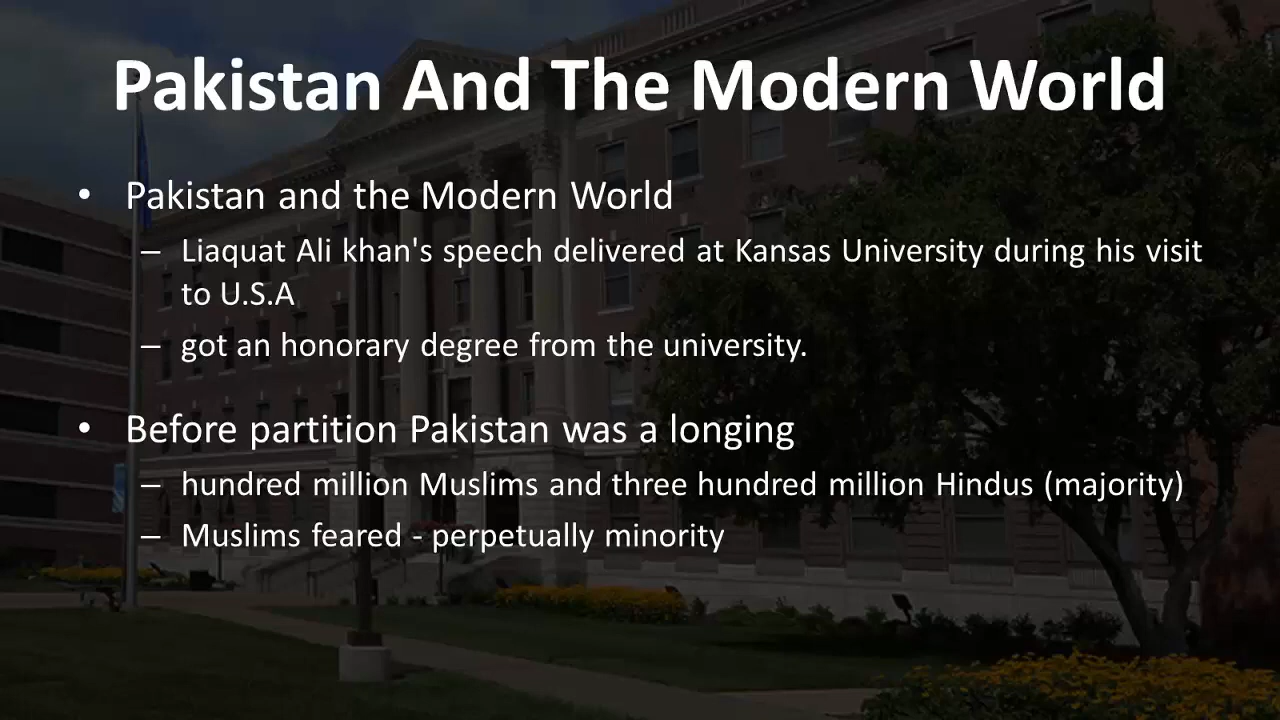 Pakistan And The Modern World
• Pakistan and the Modern World
– Liaquat Ali khan's speech delivered at Kansas University during his visit
to U.S.A
– got an honorary degree from the university.
• Before partition Pakistan was a longing
– hundred million Muslims and three hundred million Hindus (majority)
– Muslims feared - perpetually minority